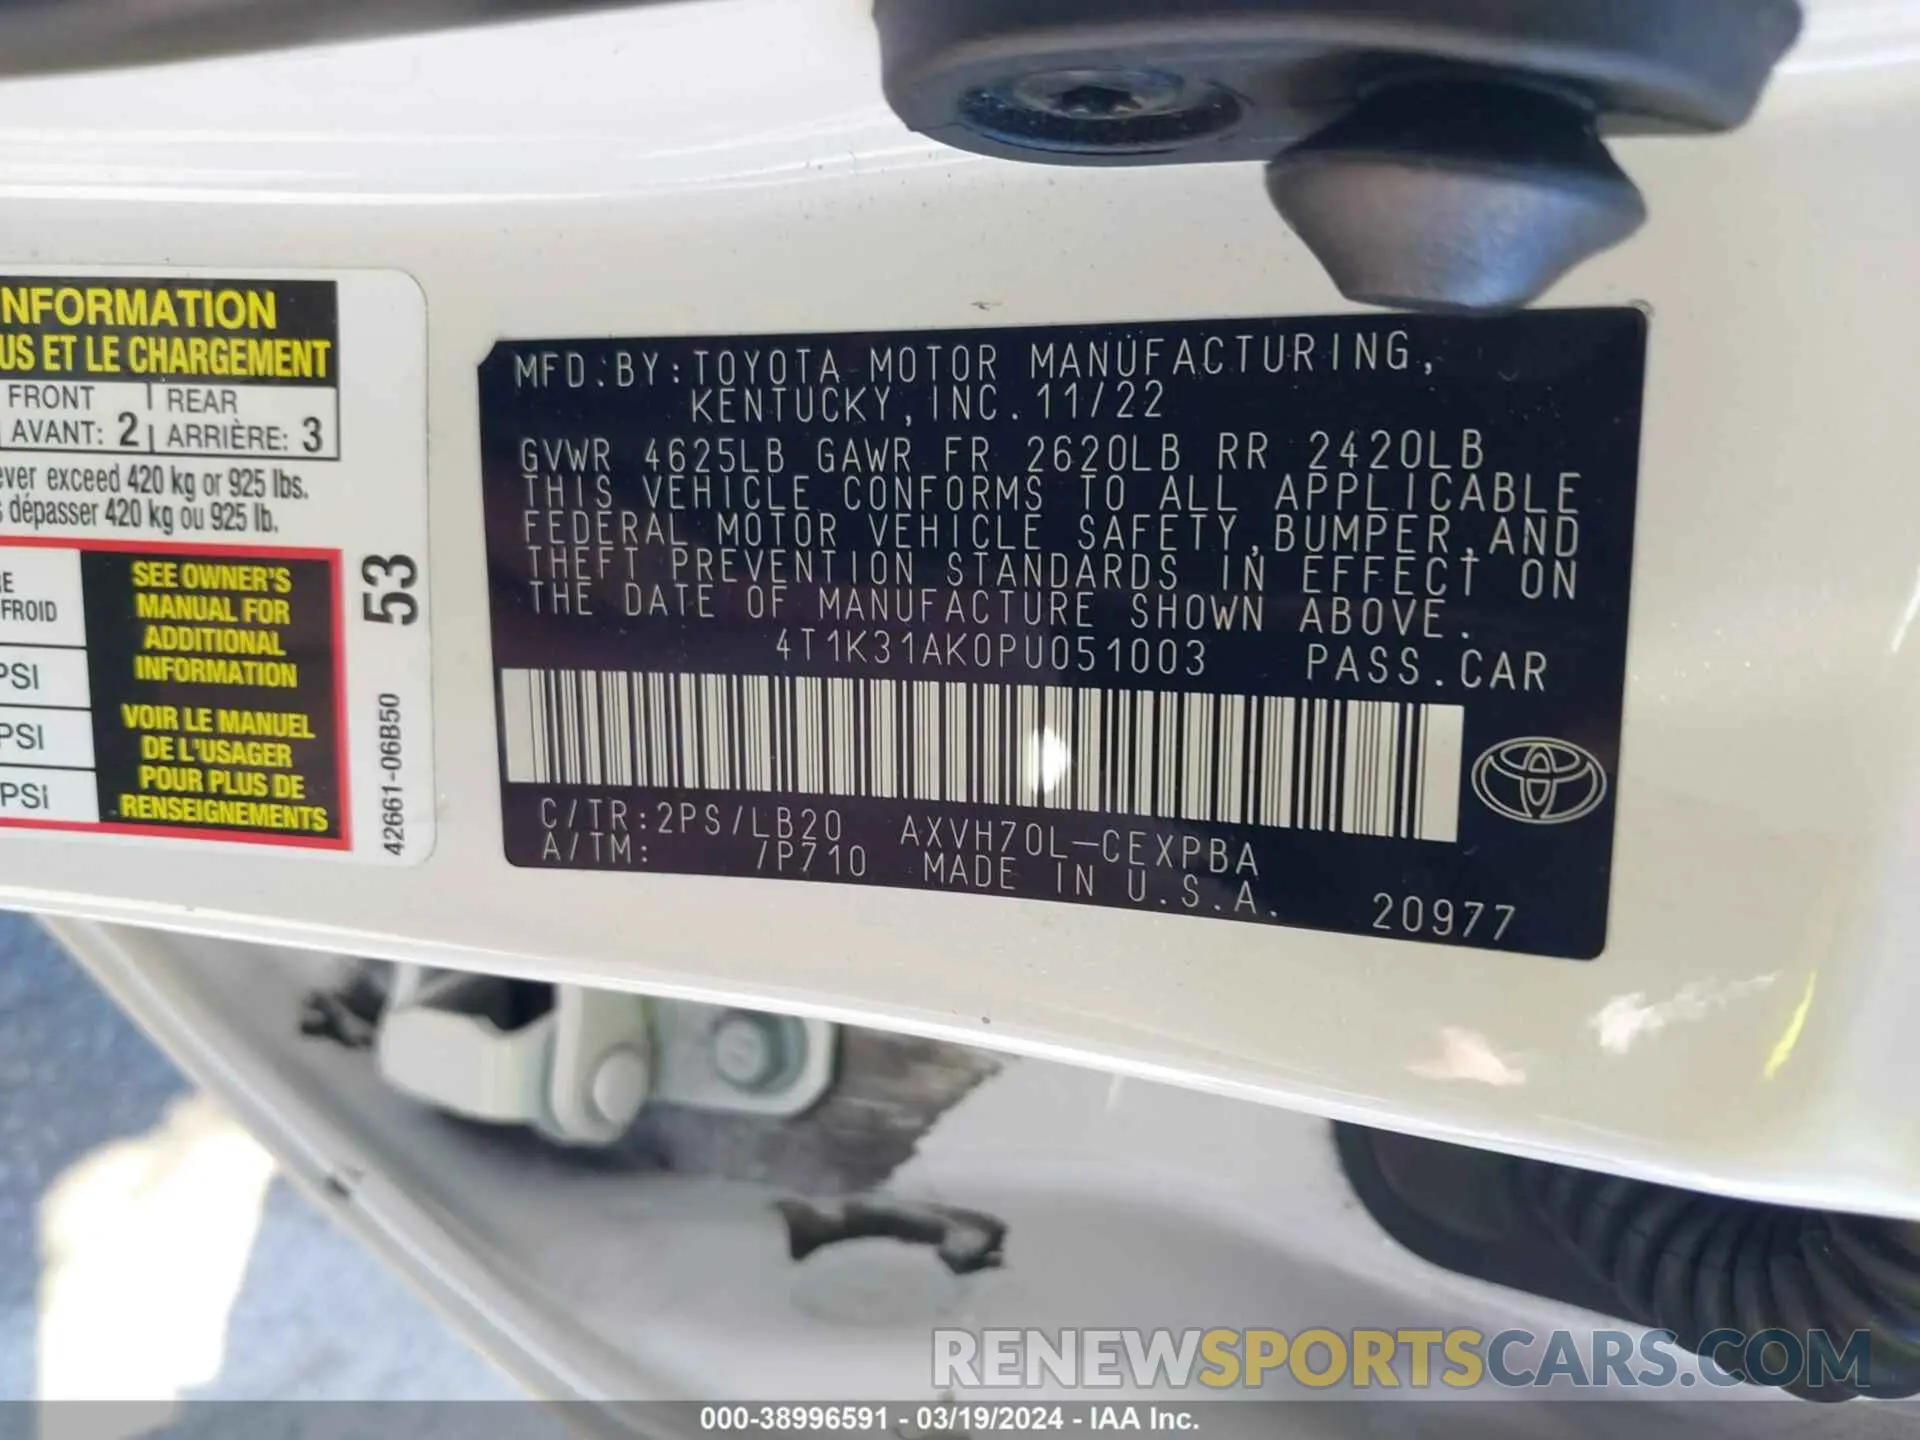 NFORMATION
US ET LE CHARGEMENT
FRONT REAR
AVANT: 2 ARRIÈRE: 3
ever exceed 420 kg or 925 lbs.
dépasser 420 kg ou 925 lb.
FROID
PSI
PSI
PSI
SEE OWNER'S
MANUAL FOR
ADDITIONAL
INFORMATION
VOIR LE MANUEL
DE L'USAGER
POUR PLUS DE
RENSEIGNEMENTS
53
42661-06B50
MFD.BY:TOYOTA MOTOR MANUFACTURING,
KENTUCKY,INC.11/22
GVWR 4625LB GAWR FR 2620LB RR 2420LB
THIS VEHICLE CONFORMS TO ALL APPLICABLE
FEDERAL MOTOR VEHICLE SAFETY,BUMPER,AND
THEFT PREVENTION STANDARDS IN EFFECT ON
THE DATE OF MANUFACTURE SHOWN ABOVE.
4T1K31AK0PU051003 PASS.CAR
C/TR:2PS/LB20 AXVH70L-CEXPBA
A/TM: /P710 MADE IN U.S.A. 20977
RENEWSPORTSCARS.COM
000-38996591 - 03/19/2024 - IAA Inc.